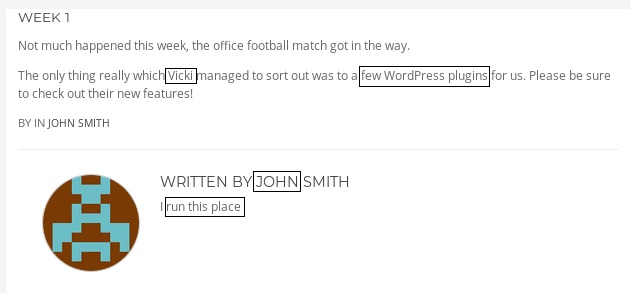 WEEK 1
Not much happened this week, the office football match got in the way.
The only thing really which Vicki managed to sort out was to a few WordPress plugins for us. Please be sure
to check out their new features!
BY IN JOHN SMITH
WRITTEN BY JOHN SMITH
I run this place